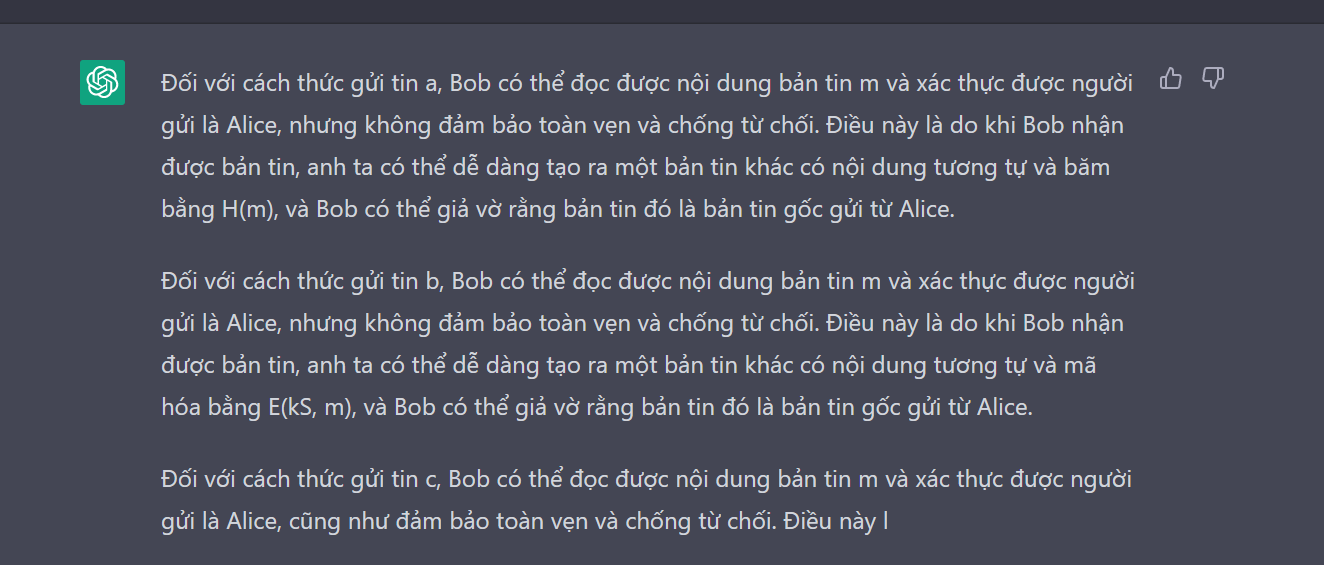 Đối với cách thức gửi tin a, Bob có thể đọc được nội dung bản tin m và xác thực được người
gửi là Alice, nhưng không đảm bảo toàn vẹn và chống từ chối. Điều này là do khi Bob nhận
được bản tin, anh ta có thể dễ dàng tạo ra một bản tin khác có nội dung tương tự và băm
bằng H(m), và Bob có thể giả vờ rằng bản tin đó là bản tin gốc gửi từ Alice.
Đối với cách thức gửi tin b, Bob có thể đọc được nội dung bản tin m và xác thực được người
gửi là Alice, nhưng không đảm bảo toàn vẹn và chống từ chối. Điều này là do khi Bob nhận
được bản tin, anh ta có thể dễ dàng tạo ra một bản tin khác có nội dung tương tự và mã
hóa bằng E(kS, m), và Bob có thể giả vờ rằng bản tin đó là bản tin gốc gửi từ Alice.
Đối với cách thức gửi tin c, Bob có thể đọc được nội dung bản tin m và xác thực được người
gửi là Alice, cũng như đảm bảo toàn vẹn và chống từ chối. Điều này l